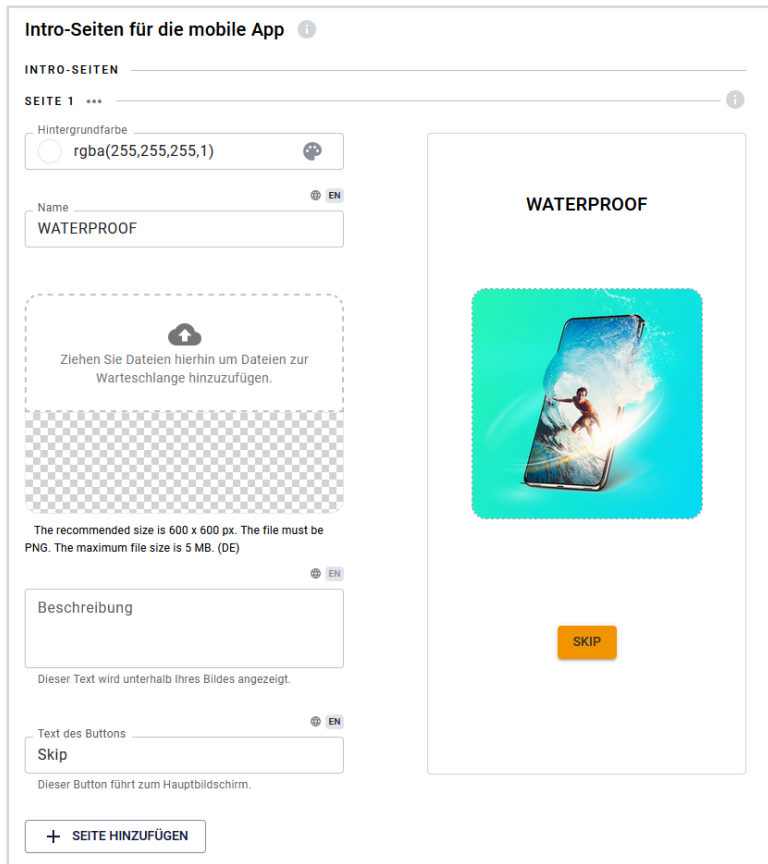 Intro-Seiten für die mobile App
INTRO-SEITEN
SEITE 1
Hintergrundfarbe
rgba(255,255,255,1)
EN
Name
WATERPROOF
Ziehen Sie Dateien hierhin um Dateien zur
Warteschlange hinzuzufügen.
The recommended size is 600 x 600 px. The file must be
PNG. The maximum file size is 5 MB. (DE)
EN
Beschreibung
Dieser Text wird unterhalb Ihres Bildes angezeigt.
EN
Text des Buttons
Skip
Dieser Button führt zum Hauptbildschirm.
+ SEITE HINZUFÜGEN
WATERPROOF
SKIP